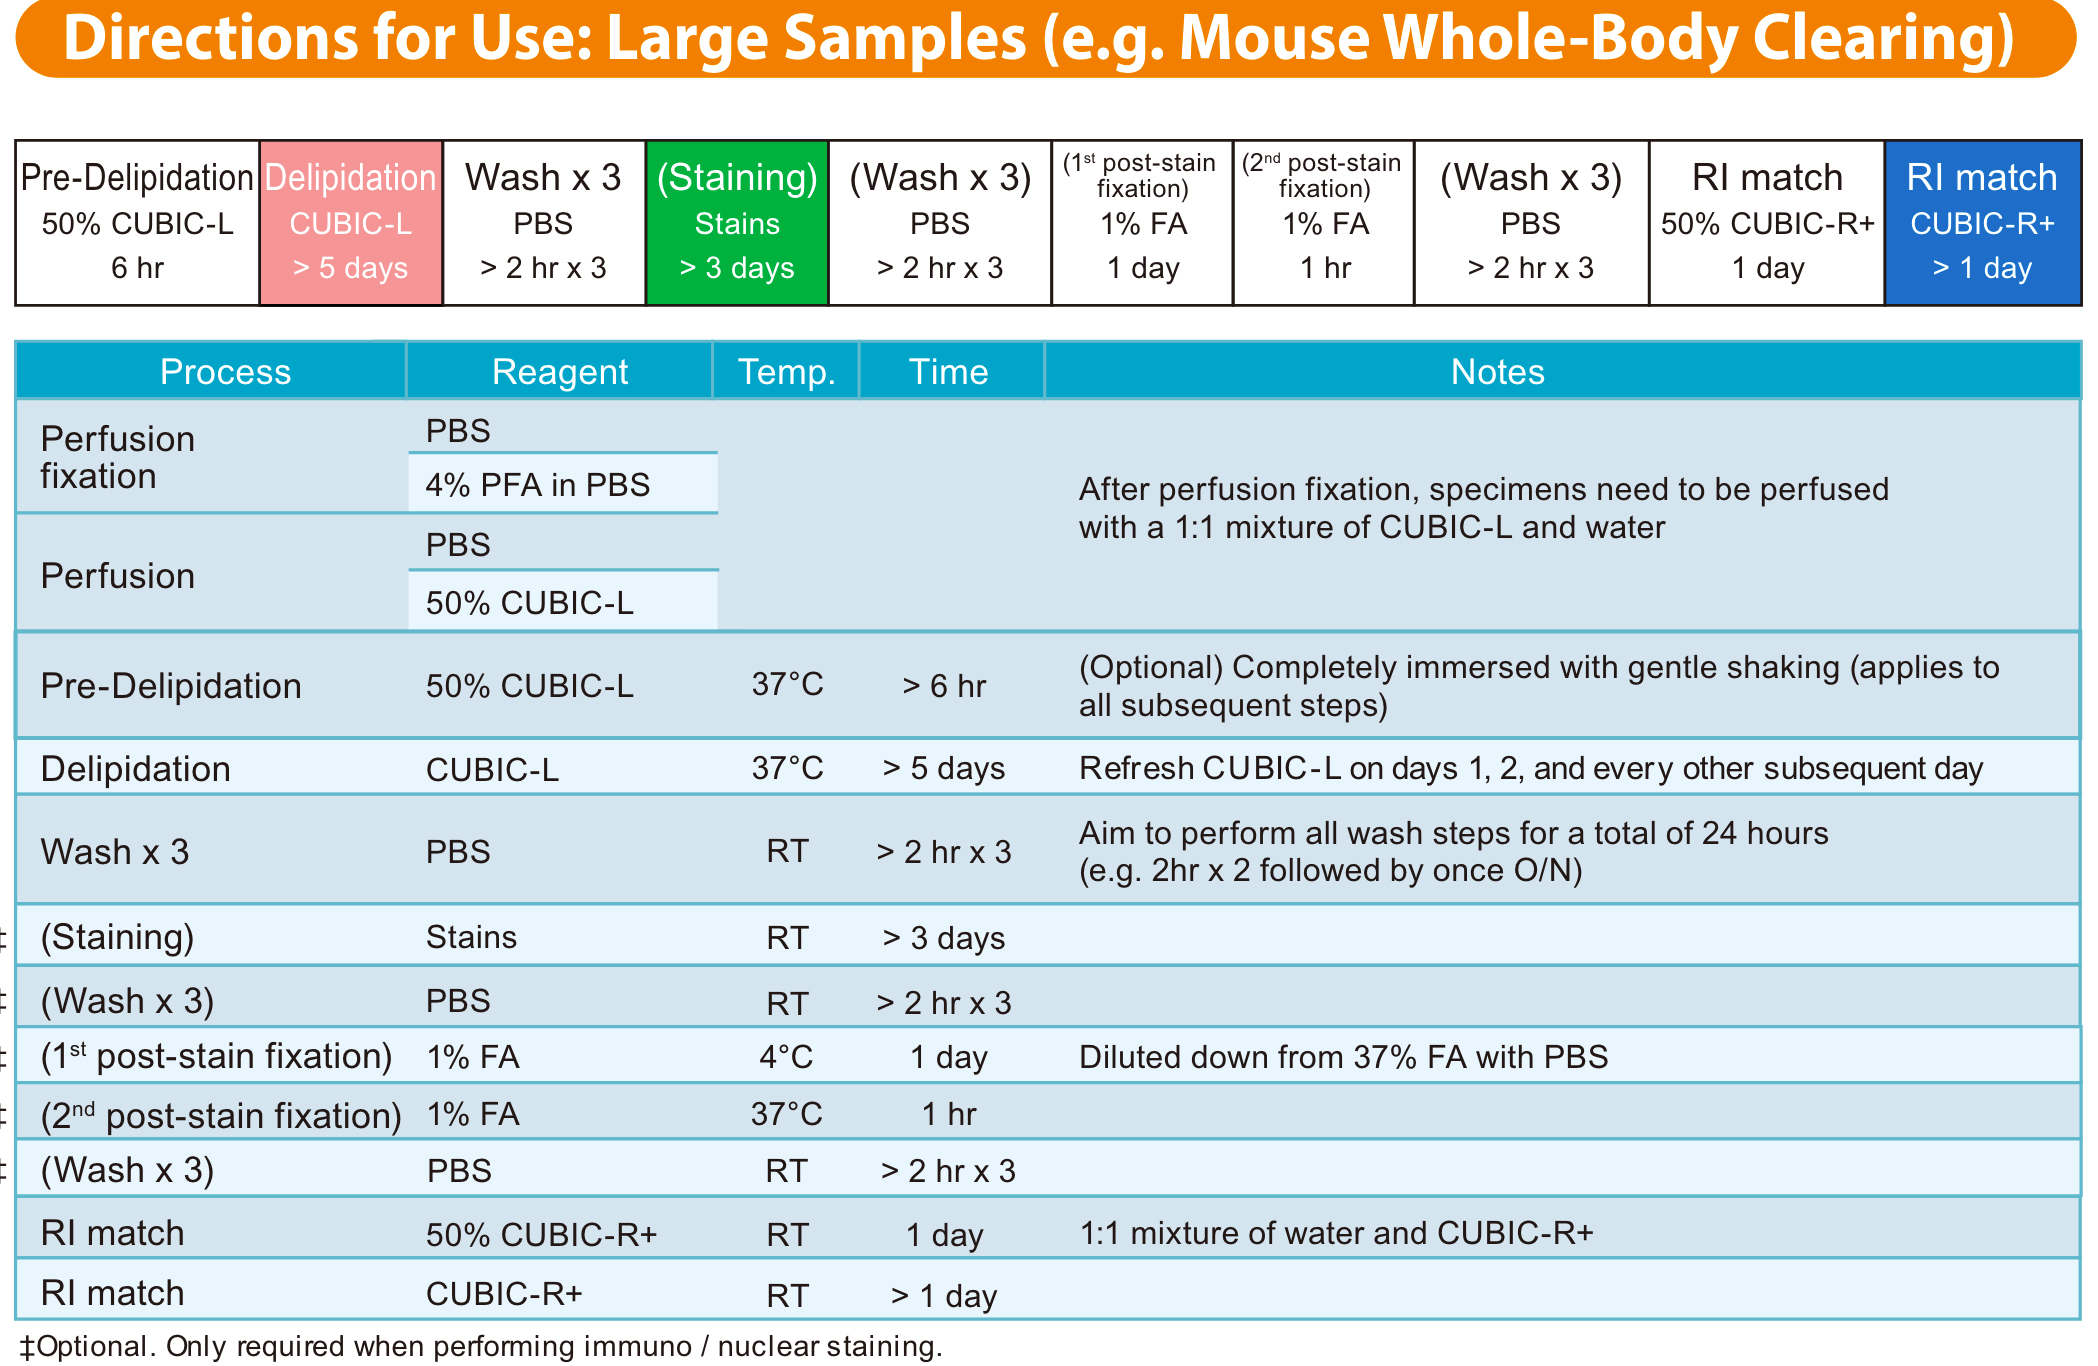 Directions for Use: Large Samples (e.g. Mouse Whole-Body Clearing)
Pre-Delipidation
50% CUBIC-L
6 hr
Delipidation
CUBIC-L
> 5 days
Wash x 3
PBS
> 2 hr x 3
(Staining)
Stains
> 3 days
(Wash x 3)
PBS
> 2 hr x 3
(1st post-stain
fixation)
1% FA
1 day
(2nd post-stain
fixation)
1% FA
1 hr
(Wash x 3)
PBS
> 2 hr x 3
RI match
50% CUBIC-R+
1 day
RI match
CUBIC-R+
> 1 day
Process Reagent Temp. Time Notes
Perfusion
fixation
PBS
4% PFA in PBS
Perfusion
PBS
50% CUBIC-L
After perfusion fixation, specimens need to be perfused
with a 1:1 mixture of CUBIC-L and water
Pre-Delipidation 50% CUBIC-L 37°C > 6 hr
(Optional) Completely immersed with gentle shaking (applies to
all subsequent steps)
Delipidation CUBIC-L 37°C > 5 days Refresh CUBIC-L on days 1, 2, and every other subsequent day
Wash x 3 PBS RT > 2 hr x 3
Aim to perform all wash steps for a total of 24 hours
(e.g. 2hr x 2 followed by once O/N)
‡ (Staining) Stains RT > 3 days
‡ (Wash x 3) PBS RT > 2 hr x 3
‡ (1st post-stain fixation) 1% FA 4°C 1 day Diluted down from 37% FA with PBS
‡ (2nd post-stain fixation) 1% FA 37°C 1 hr
‡ (Wash x 3) PBS RT > 2 hr x 3
RI match 50% CUBIC-R+ RT 1 day 1:1 mixture of water and CUBIC-R+
RI match CUBIC-R+ RT > 1 day
‡Optional. Only required when performing immuno / nuclear staining.